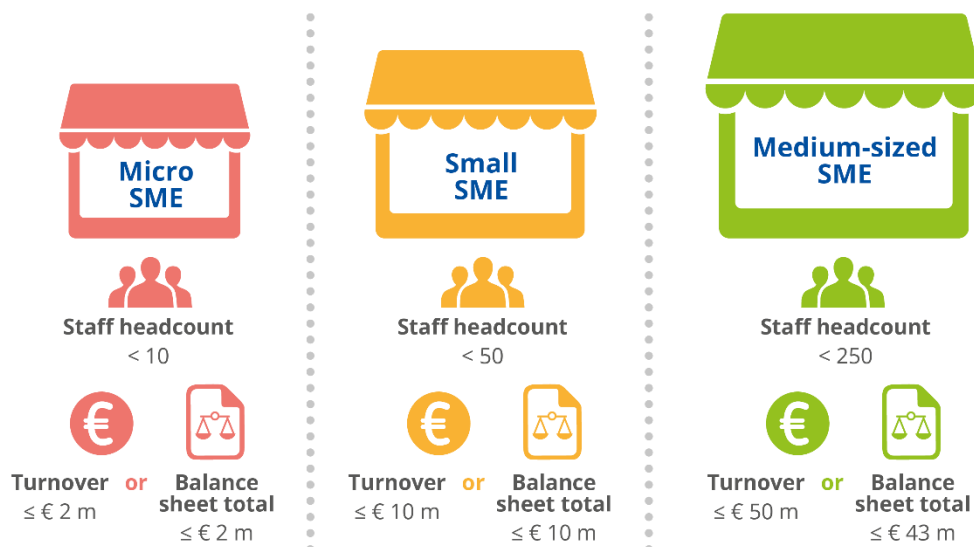 Micro
SME
Staff headcount
< 10
€
Turnover or Balance
sheet total
≤ € 2 m
≤ € 2 m
Small
SME
Staff headcount
< 50
€
Turnover or Balance
sheet total
≤ € 10 m
≤ € 10 m
Medium-sized
SME
Staff headcount
< 250
€
Turnover or Balance
sheet total
≤ € 50 m
≤ € 43 m